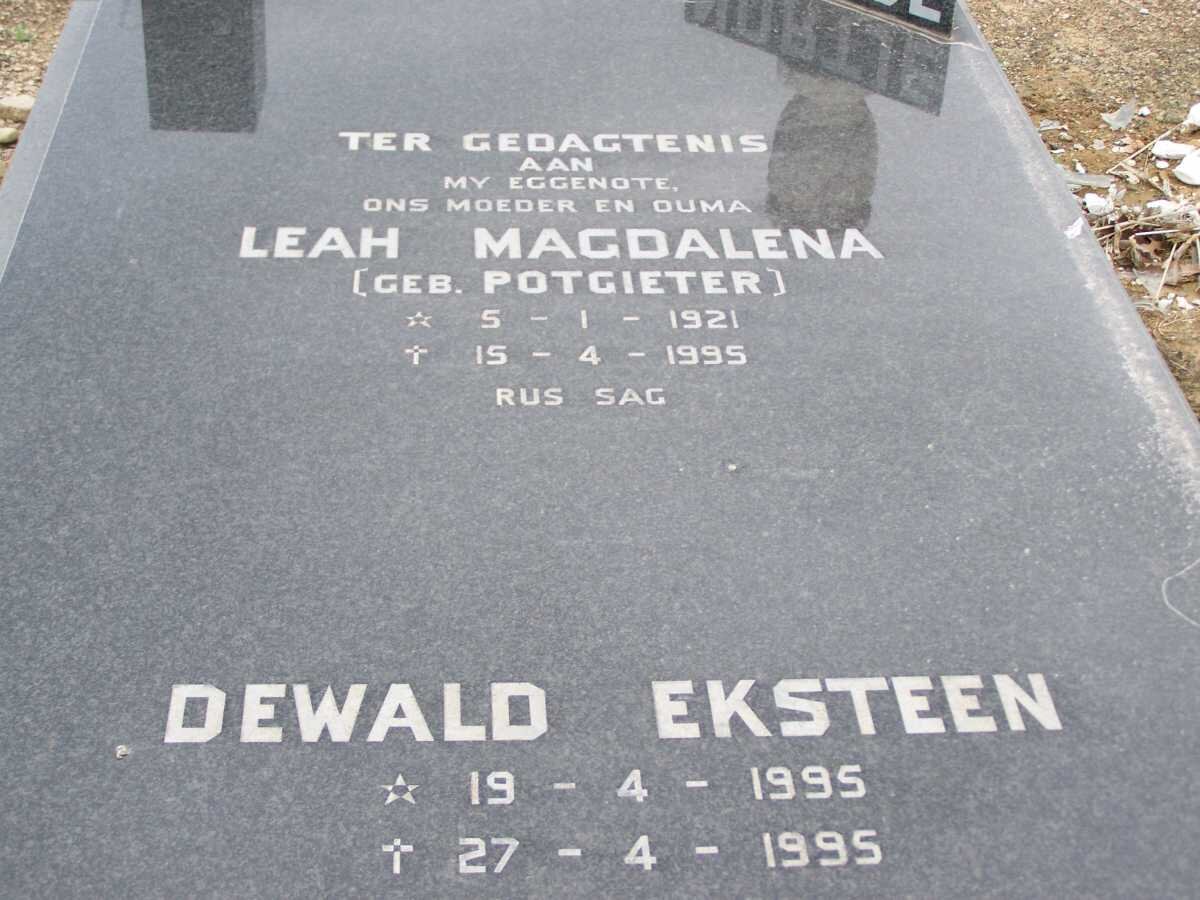 TER GEDAGTENIS
AAN
MY EGGENOTE,
ONS MOEDER EN OUMA
LEAH MAGDALENA
[GEB. POTGIETER]
☆ 5 - 1 - 1921
✝ 15 - 4 - 1995
RUS SAG
DEWALD EKSTEEN
☆ 19 - 4 - 1995
✝ 27 - 4 - 1995